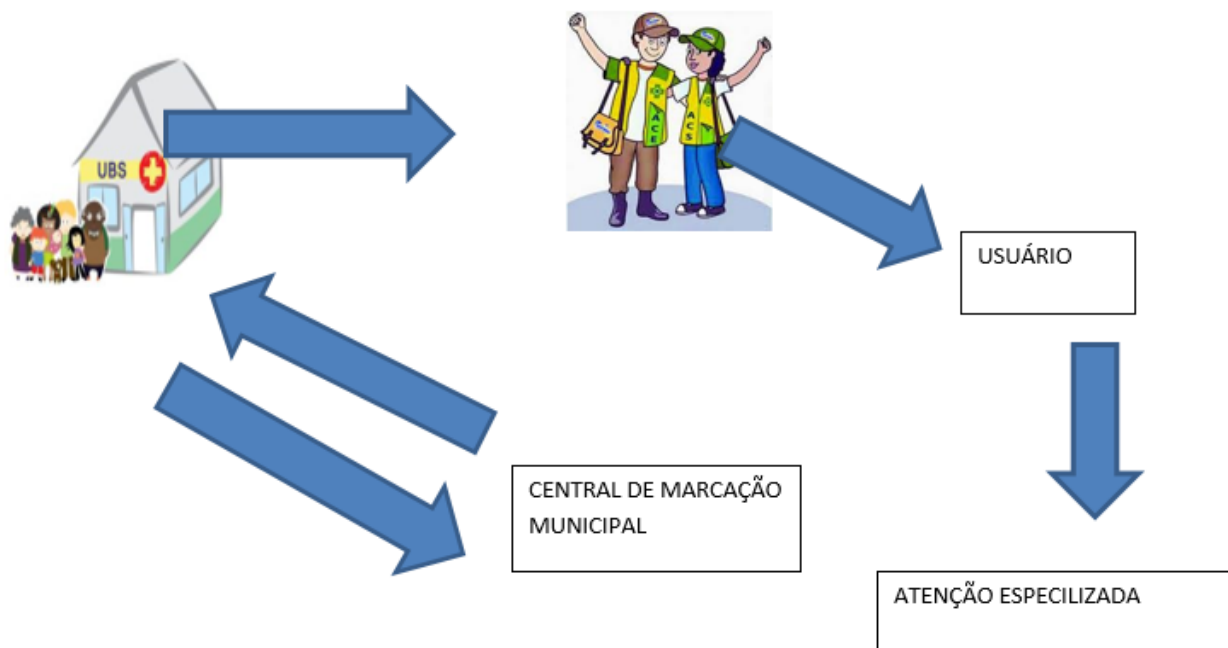 UBS
ACE
ACS
USUÁRIO
CENTRAL DE MARCAÇÃO
MUNICIPAL
ATENÇÃO ESPECILIZADA